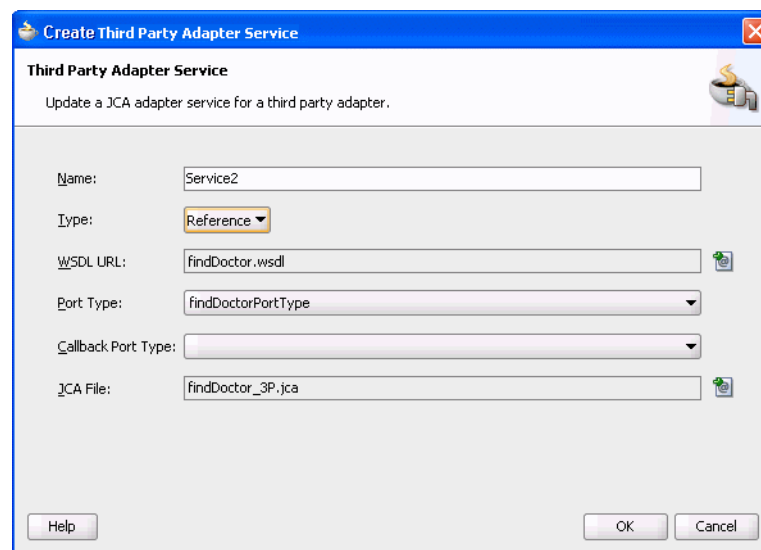 Create Third Party Adapter Service
Third Party Adapter Service
Update a JCA adapter service for a third party adapter.
Name: Service2
Type: Reference
WSDL URL: findDoctor.wsdl
Port Type: findDoctorPortType
Callback Port Type:
JCA File: findDoctor_3P.jca
Help OK Cancel